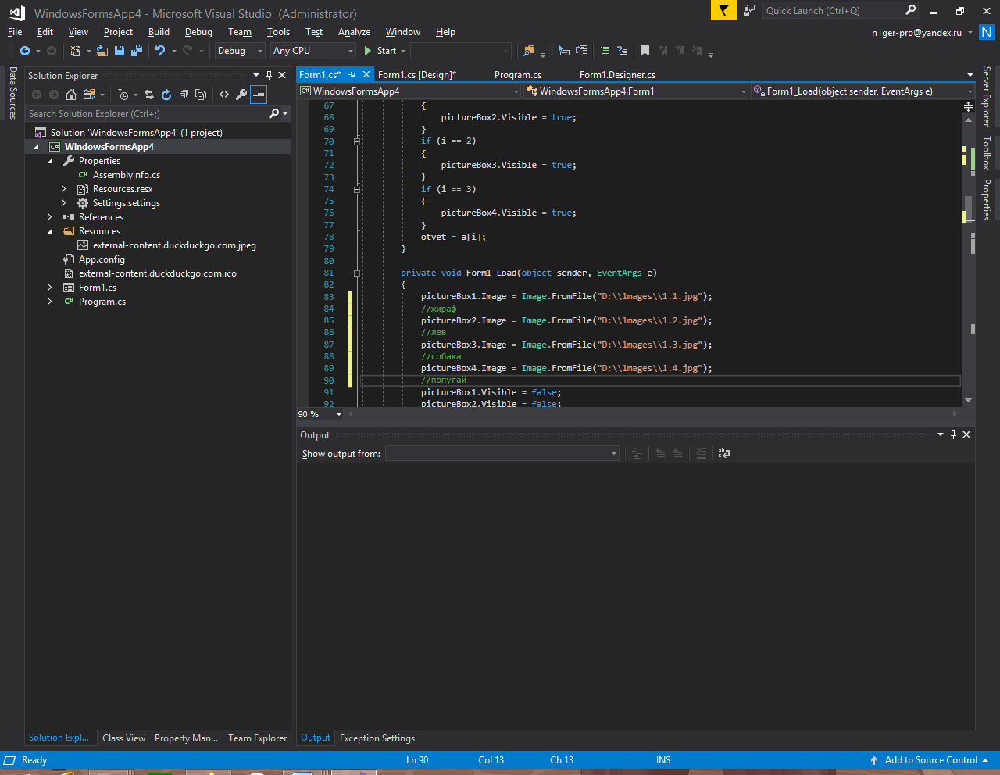 WindowsFormsApp4 - Microsoft Visual Studio (Administrator)
Quick Launch (Ctrl+Q)
File Edit View Project Build Debug Team Tools Test Analyze Window Help
n1ger-pro@yandex.ru
N
Debug Any CPU Start
Data Sources
Solution Explorer
Search Solution Explorer (Ctrl+;)
Solution 'WindowsFormsApp4' (1 project)
WindowsFormsApp4
Properties
AssemblyInfo.cs
Resources.resx
Settings.settings
References
Resources
external-content.duckduckgo.com.jpeg
App.config
external-content.duckduckgo.com.ico
Form1.cs
Program.cs
Solution Expl... Class View Property Man... Team Explorer
Form1.cs* Form1.cs [Design]* Program.cs Form1.Designer.cs
WindowsFormsApp4 WindowsFormsApp4.Form1 Form1_Load(object sender, EventArgs e)
67 {
68 pictureBox2.Visible = true;
69 }
70 if (i == 2)
71 {
72 pictureBox3.Visible = true;
73 }
74 if (i == 3)
75 {
76 pictureBox4.Visible = true;
77 }
78 otvet = a[i];
79 }
80
81 private void Form1_Load(object sender, EventArgs e)
82 {
83 pictureBox1.Image = Image.FromFile("D:\\1mages\\1.1.jpg");
84 //жираф
85 pictureBox2.Image = Image.FromFile("D:\\1mages\\1.2.jpg");
86 //лев
87 pictureBox3.Image = Image.FromFile("D:\\1mages\\1.3.jpg");
88 //собака
89 pictureBox4.Image = Image.FromFile("D:\\1mages\\1.4.jpg");
90 //попугай
91 pictureBox1.Visible = false;
92 pictureBox2.Visible = false;
90 %
Output
Show output from:
Output Exception Settings
Server Explorer
Toolbox
Properties
Ready Ln 90 Col 13 Ch 13 INS Add to Source Control